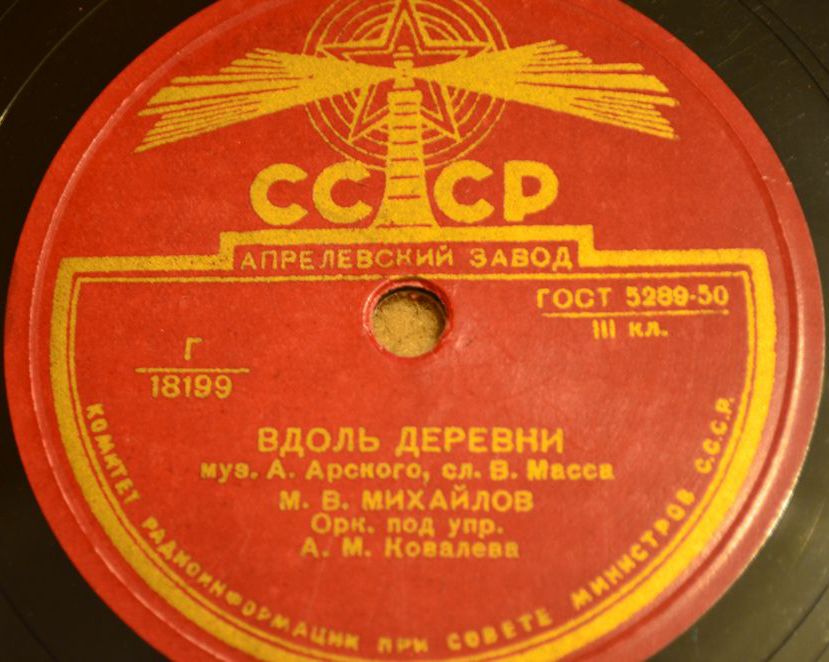 СССР
АПРЕЛЕВСКИЙ ЗАВОД
ГОСТ 5289-50
III кл.
Г
18199
ВДОЛЬ ДЕРЕВНИ
муз. А. Арского, сл. В. Масса
М. В. МИХАЙЛОВ
Орк. под упр.
А. М. Ковалева
КОМИТЕТ РАДИОИНФОРМАЦИИ ПРИ СОВЕТЕ МИНИСТРОВ С.С.С.Р.